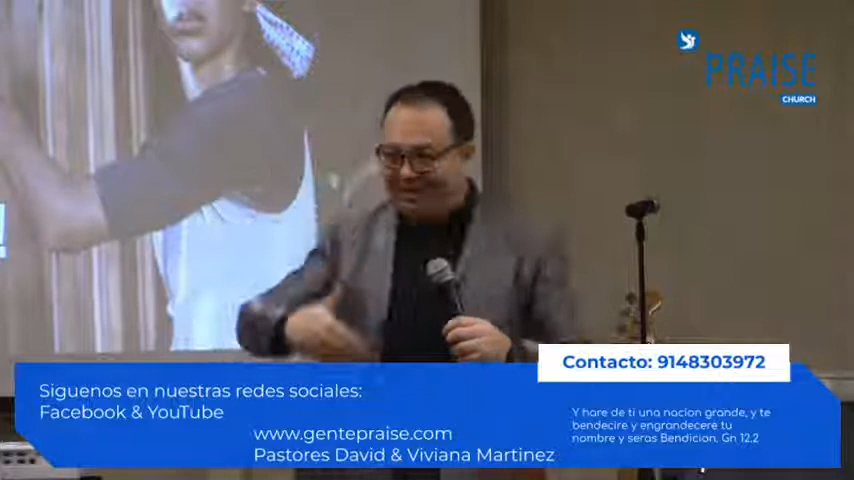 PRAISE
CHURCH
Contacto: 9148303972
Siguenos en nuestras redes sociales:
Facebook & YouTube
www.gentepraise.com
Pastores David & Viviana Martinez
Y hare de ti una nacion grande, y te
bendecire y engrandecere tu
nombre y seras Bendicion. Gn 12.2